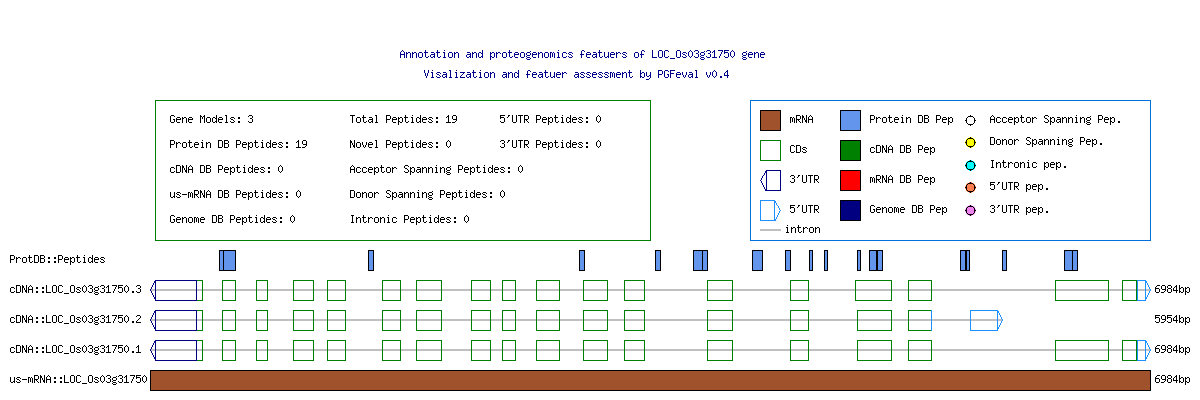 Annotation and proteogenomics featuers of LOC_Os03g31750 gene
Visalization and featuer assessment by PGFeval v0.4
Gene Models: 3
Total Peptides: 19
5'UTR Peptides: 0
Protein DB Peptides: 19
Novel Peptides: 0
3'UTR Peptides: 0
cDNA DB Peptides: 0
Acceptor Spanning Peptides: 0
us-mRNA DB Peptides: 0
Donor Spanning Peptides: 0
Genome DB Peptides: 0
Intronic Peptides: 0
mRNA
Protein DB Pep
Acceptor Spanning Pep.
CDs
cDNA DB Pep
Donor Spanning Pep.
3'UTR
mRNA DB Pep
Intronic pep.
5'UTR
Genome DB Pep
5'UTR pep.
3'UTR pep.
intron
ProtDB::Peptides
cDNA::LOC_Os03g31750.3
6984bp
cDNA::LOC_Os03g31750.2
5954bp
cDNA::LOC_Os03g31750.1
6984bp
us-mRNA::LOC_Os03g31750
6984bp